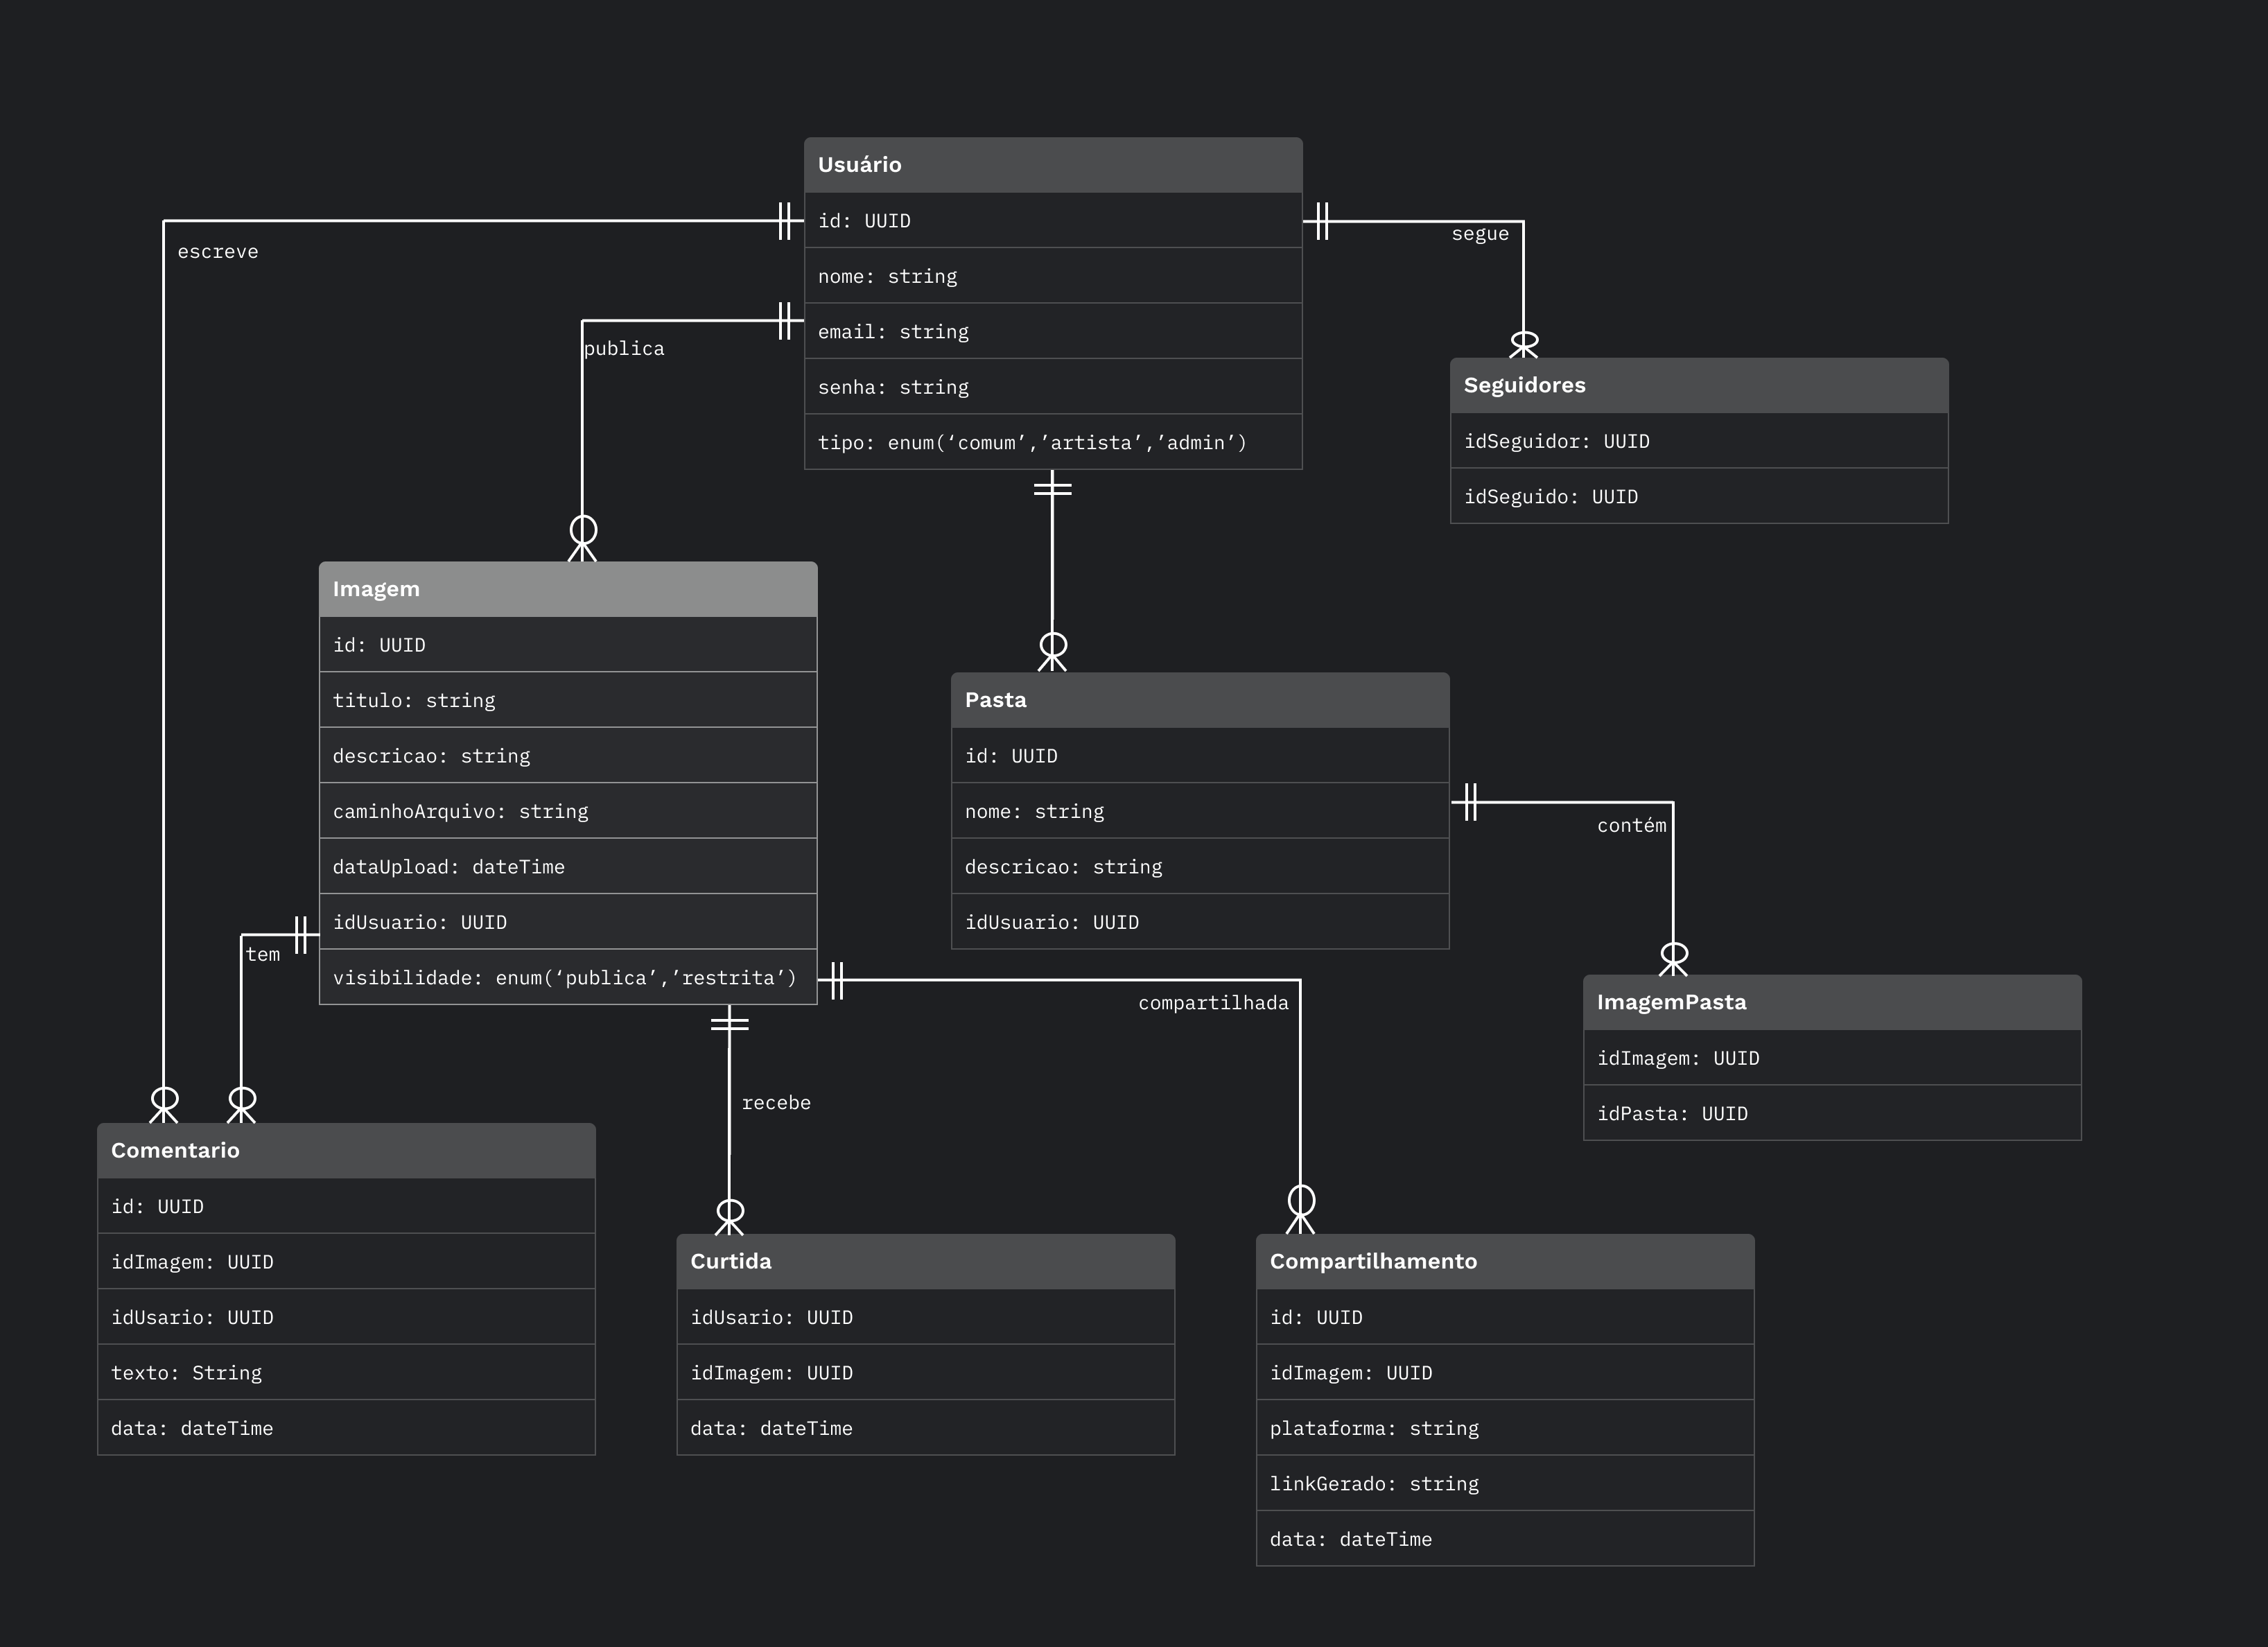 Usuário
id: UUID
nome: string
email: string
senha: string
tipo: enum(‘comum’,’artista’,’admin’)
escreve
publica
segue
Seguidores
idSeguidor: UUID
idSeguido: UUID
Imagem
id: UUID
titulo: string
descricao: string
caminhoArquivo: string
dataUpload: dateTime
idUsuario: UUID
visibilidade: enum(‘publica’,’restrita’)
Pasta
id: UUID
nome: string
descricao: string
idUsuario: UUID
contém
tem
compartilhada
recebe
ImagemPasta
idImagem: UUID
idPasta: UUID
Comentario
id: UUID
idImagem: UUID
idUsario: UUID
texto: String
data: dateTime
Curtida
idUsario: UUID
idImagem: UUID
data: dateTime
Compartilhamento
id: UUID
idImagem: UUID
plataforma: string
linkGerado: string
data: dateTime